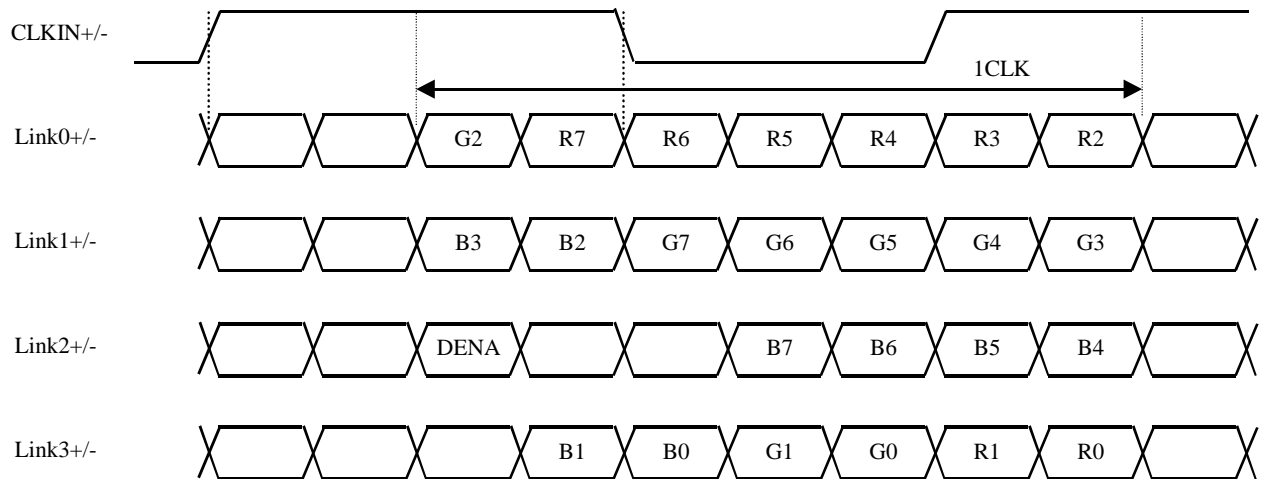 CLKIN+/-
1CLK
Link0+/- G2 R7 R6 R5 R4 R3 R2
Link1+/- B3 B2 G7 G6 G5 G4 G3
Link2+/- DENA B7 B6 B5 B4
Link3+/- B1 B0 G1 G0 R1 R0